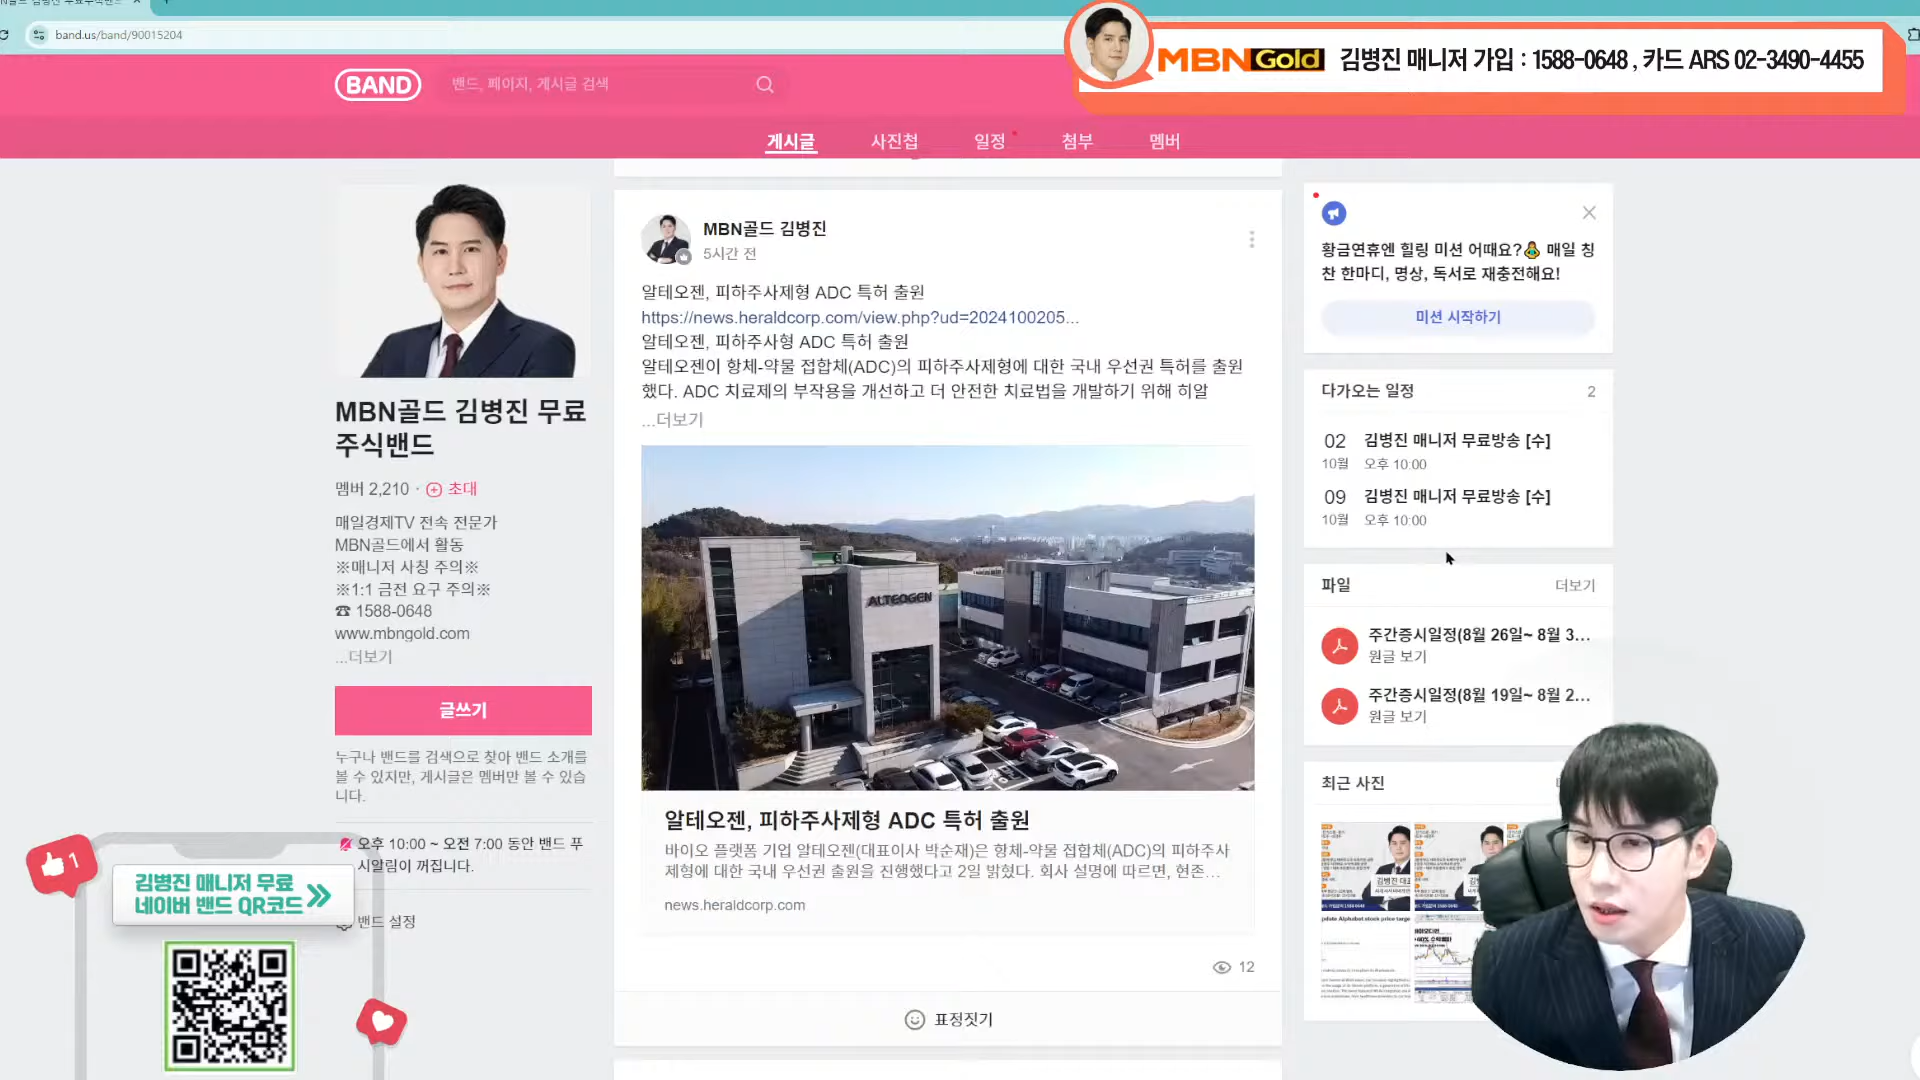 band.us/band/90015204
MBN Gold 김병진 매니저 가입 : 1588-0648 , 카드 ARS 02-3490-4455
BAND
밴드, 페이지, 게시글 검색
게시글 사진첩 일정 첨부 멤버
MBN골드 김병진 무료
주식밴드
멤버 2,210 · 초대
매일경제TV 전속 전문가
MBN골드에서 활동
※매니저 사칭 주의※
※1:1 금전 요구 주의※
☎ 1588-0648
www.mbngold.com
...더보기
글쓰기
누구나 밴드를 검색으로 찾아 밴드 소개를
볼 수 있지만, 게시글은 멤버만 볼 수 있습
니다.
오후 10:00 ~ 오전 7:00 동안 밴드 푸
시알림이 꺼집니다.
밴드 설정
1
김병진 매니저 무료
네이버 밴드 QR코드
MBN골드 김병진
5시간 전
알테오젠, 피하주사제형 ADC 특허 출원
https://news.heraldcorp.com/view.php?ud=2024100205...
알테오젠, 피하주사형 ADC 특허 출원
알테오젠이 항체-약물 접합체(ADC)의 피하주사제형에 대한 국내 우선권 특허를 출원
했다. ADC 치료제의 부작용을 개선하고 더 안전한 치료법을 개발하기 위해 히알
...더보기
ALTEOGEN
알테오젠, 피하주사제형 ADC 특허 출원
바이오 플랫폼 기업 알테오젠(대표이사 박순재)은 항체-약물 접합체(ADC)의 피하주사
제형에 대한 국내 우선권 출원을 진행했다고 2일 밝혔다. 회사 설명에 따르면, 현존...
news.heraldcorp.com
12
표정짓기
황금연휴엔 힐링 미션 어때요? 매일 칭
찬 한마디, 명상, 독서로 재충전해요!
미션 시작하기
다가오는 일정 2
02 김병진 매니저 무료방송 [수]
10월 오후 10:00
09 김병진 매니저 무료방송 [수]
10월 오후 10:00
파일 더보기
주간증시일정(8월 26일~ 8월 3...
원글 보기
주간증시일정(8월 19일~ 8월 2...
원글 보기
최근 사진